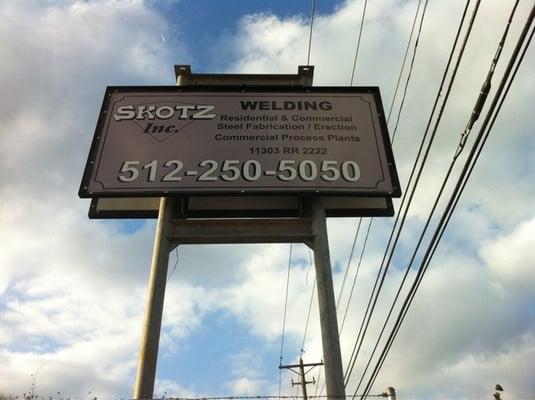 SKOTZ
Inc.
WELDING
Residential & Commercial
Steel Fabrication / Erection
Commercial Process Plants
11303 RR 2222
512-250-5050